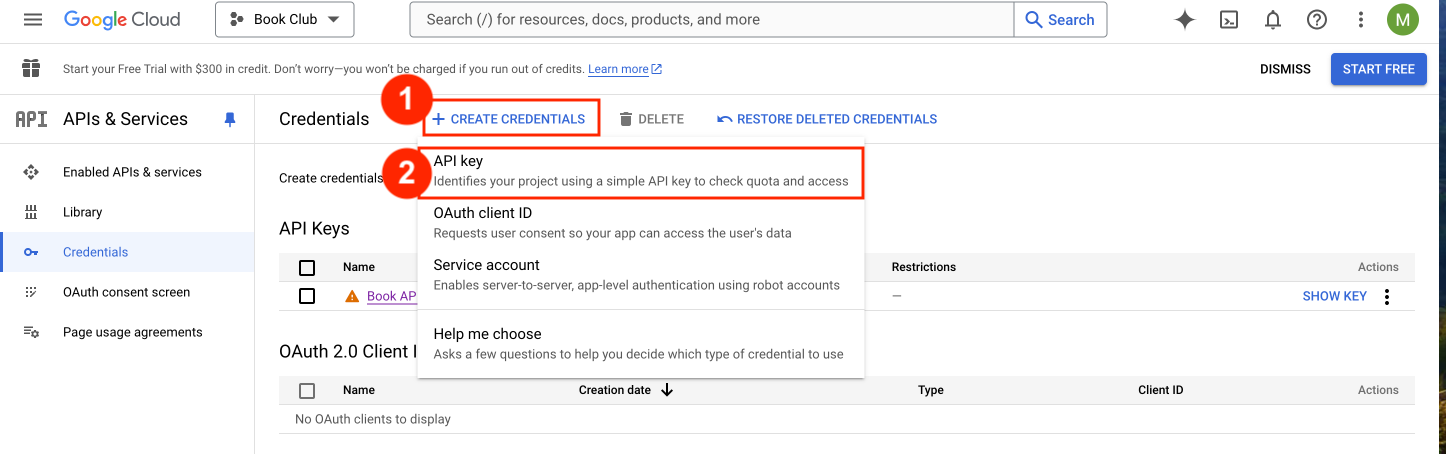 Google Cloud
Book Club
Search (/) for resources, docs, products, and more
Search
M
Start your Free Trial with $300 in credit. Don’t worry—you won’t be charged if you run out of credits. Learn more
DISMISS
START FREE
API APIs & Services
Enabled APIs & services
Library
Credentials
OAuth consent screen
Page usage agreements
Credentials
1
+ CREATE CREDENTIALS
DELETE
RESTORE DELETED CREDENTIALS
Create credentials
2
API key
Identifies your project using a simple API key to check quota and access
OAuth client ID
Requests user consent so your app can access the user's data
Service account
Enables server-to-server, app-level authentication using robot accounts
Help me choose
Asks a few questions to help you decide which type of credential to use
API Keys
Name Restrictions Actions
Book AP — SHOW KEY
OAuth 2.0 Client I
Name Creation date Type Client ID Actions
No OAuth clients to display